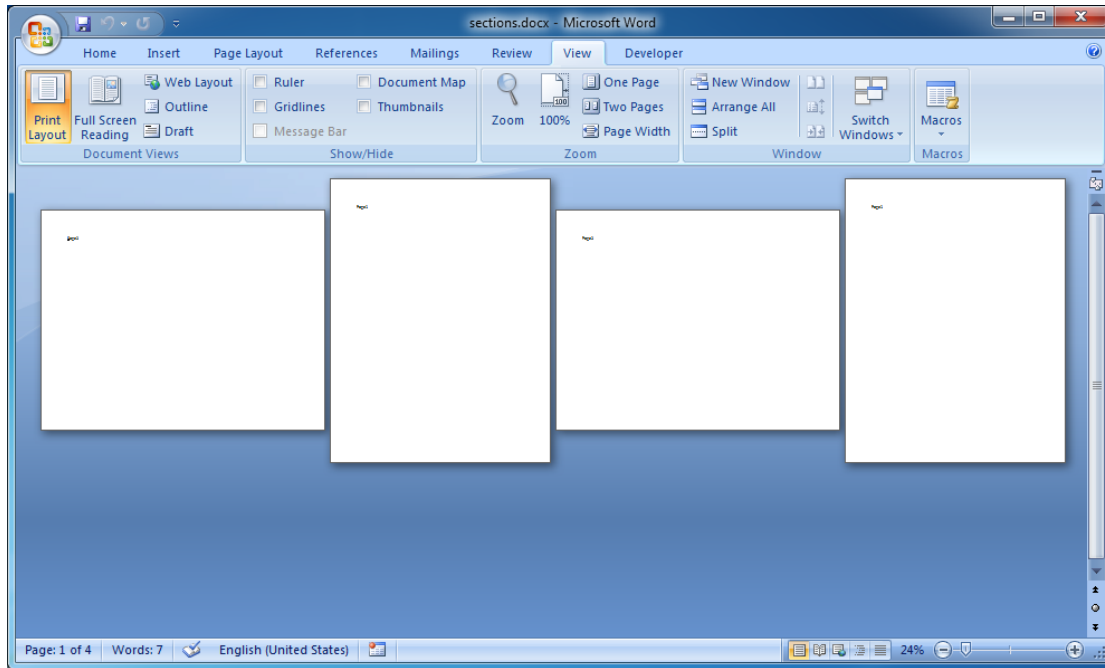 sections.docx - Microsoft Word
Home Insert Page Layout References Mailings Review View Developer
Print Layout
Full Screen Reading
Web Layout
Outline
Draft
Document Views
Ruler
Gridlines
Message Bar
Document Map
Thumbnails
Show/Hide
Zoom
100
100%
One Page
Two Pages
Page Width
Zoom
New Window
Arrange All
Split
Switch Windows
Window
Macros
Macros
Page: 1 of 4 Words: 7 English (United States) 24%